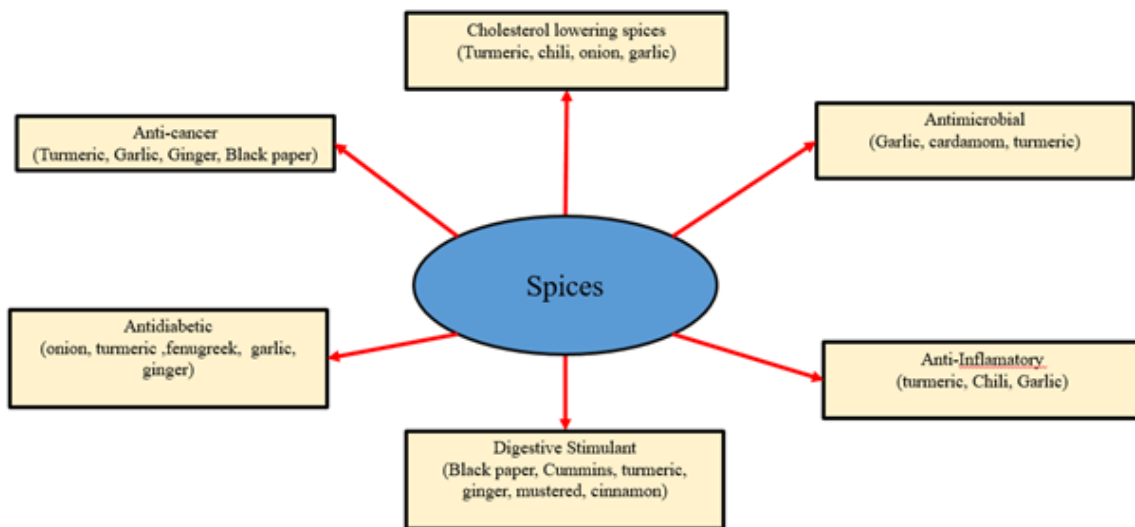 Cholesterol lowering spices
(Turmeric, chili, onion, garlic)
Anti-cancer
(Turmeric, Garlic, Ginger, Black paper)
Antimicrobial
(Garlic, cardamom, turmeric)
Spices
Antidiabetic
(onion, turmeric ,fenugreek, garlic,
ginger)
Anti-Inflamatory
(turmeric, Chili, Garlic)
Digestive Stimulant
(Black paper, Cummins, turmeric,
ginger, mustered, cinnamon)